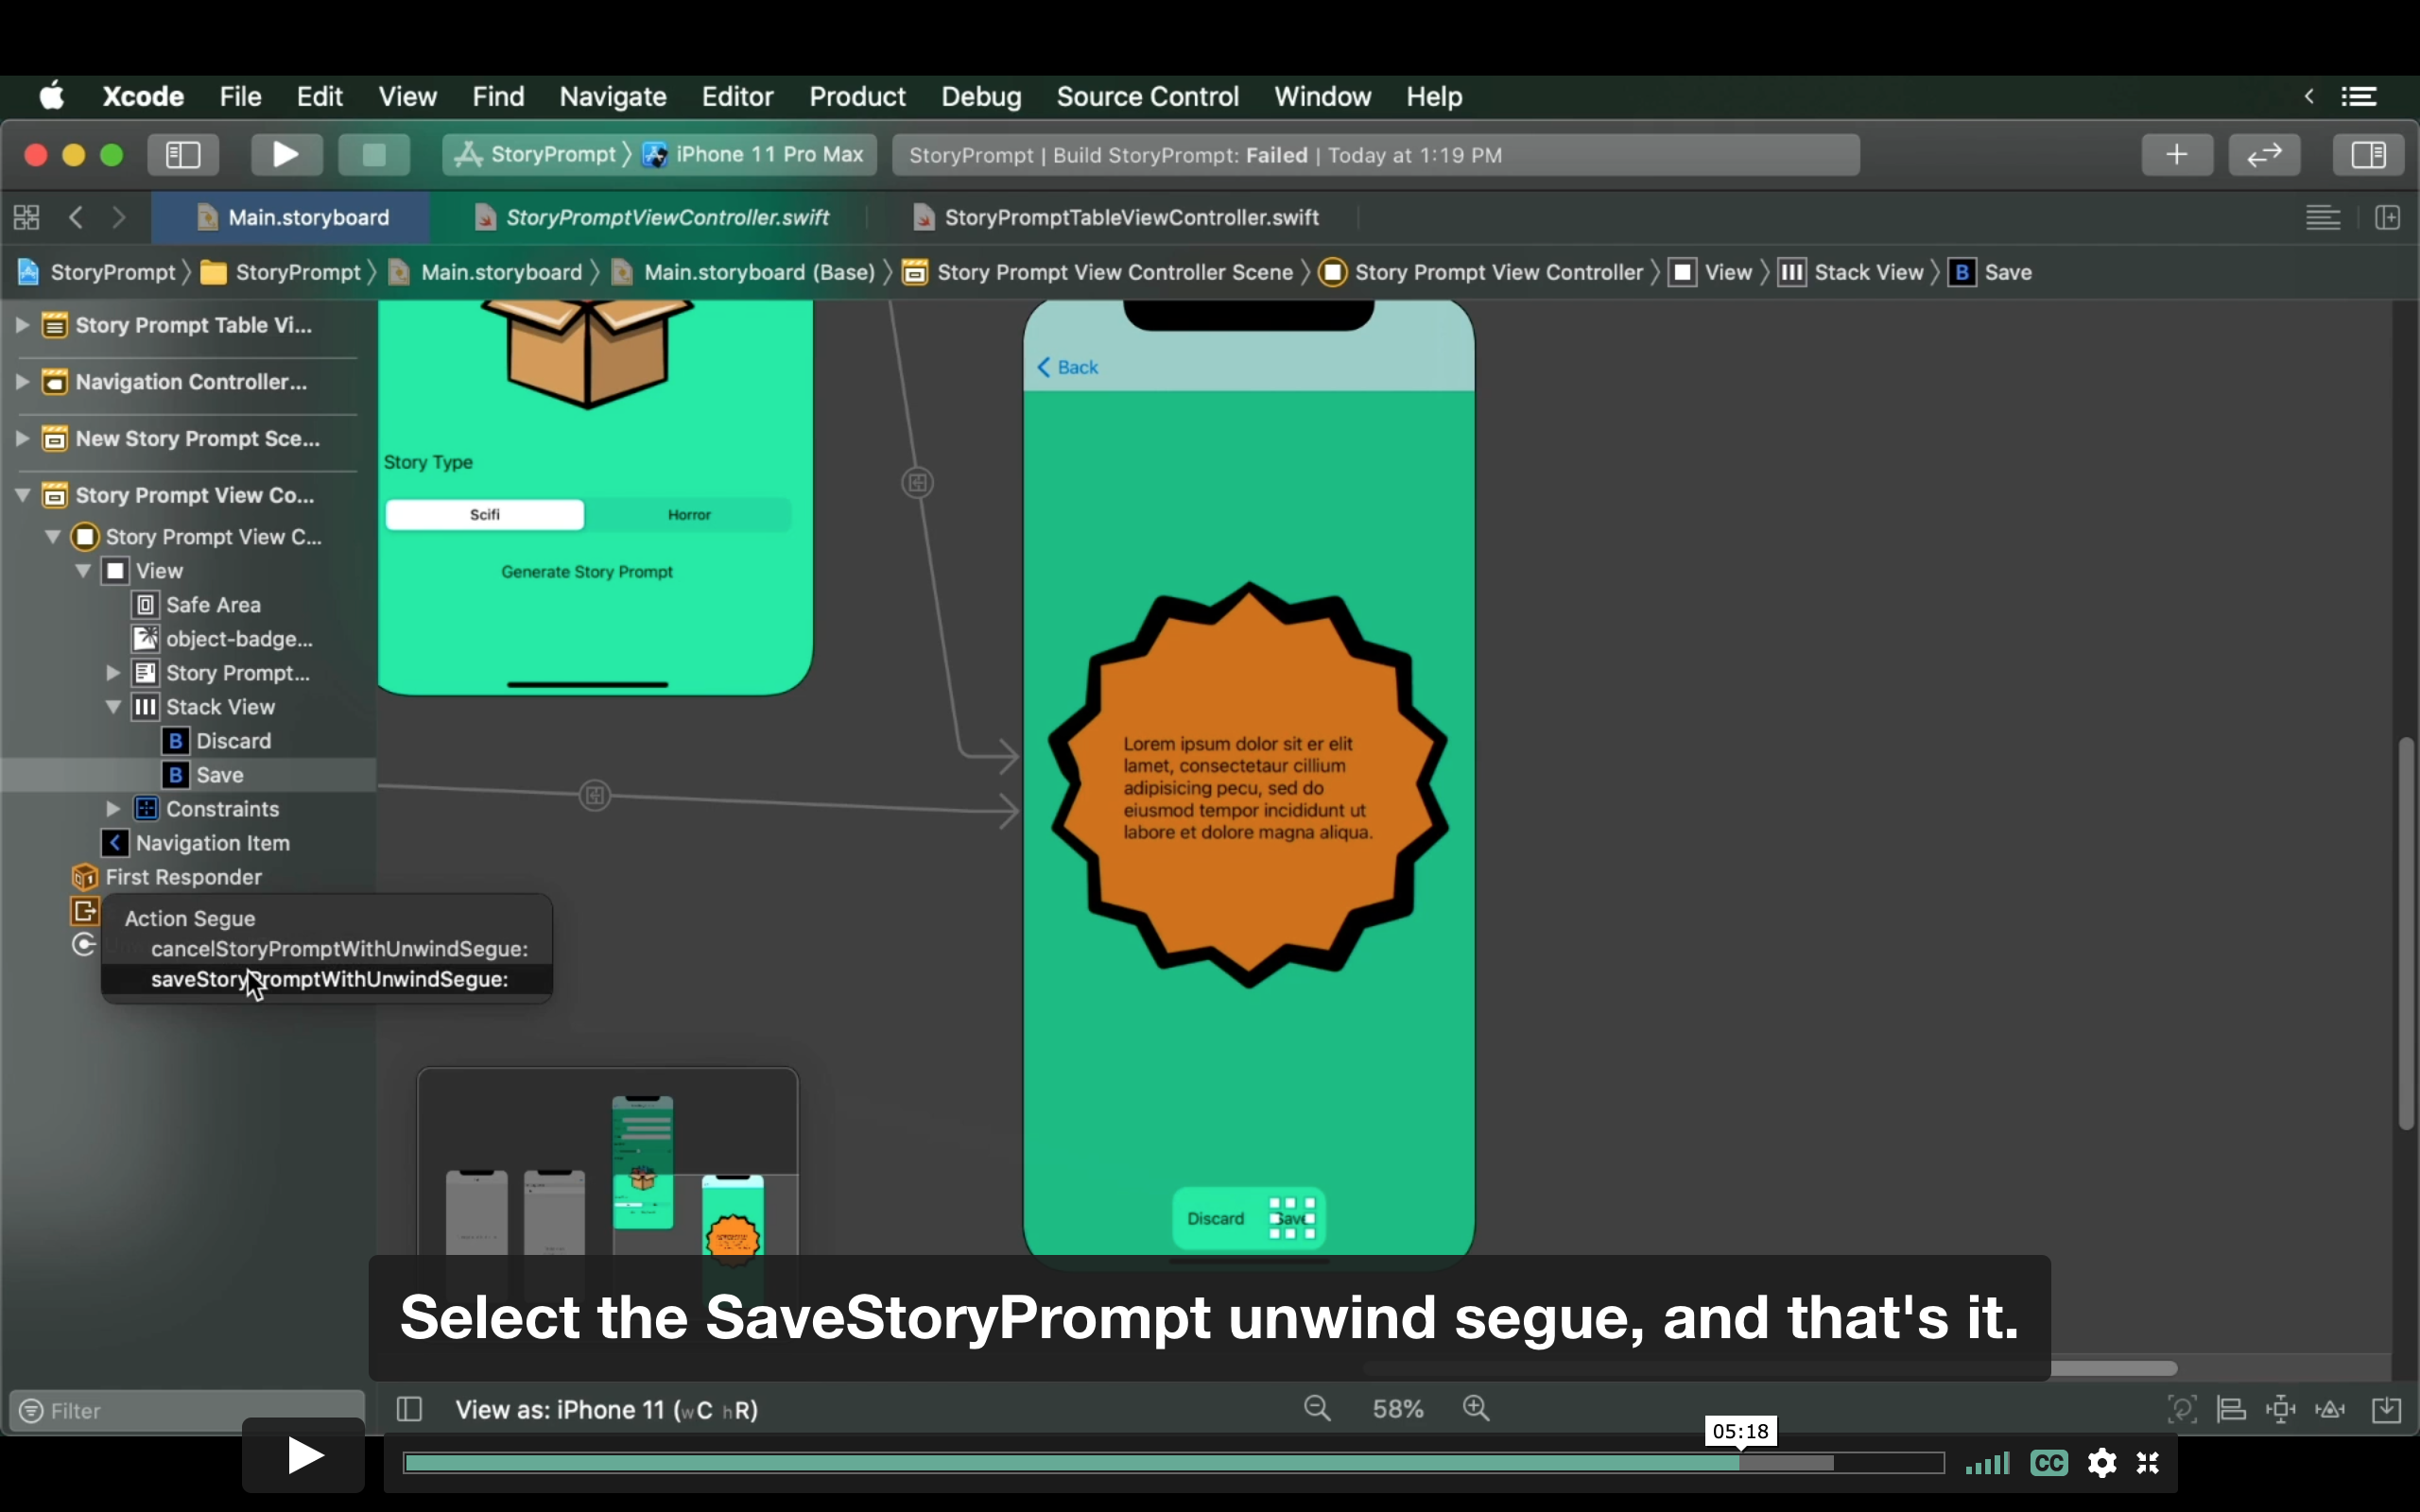 Xcode File Edit View Find Navigate Editor Product Debug Source Control Window Help
StoryPrompt 〉 iPhone 11 Pro Max
StoryPrompt | Build StoryPrompt: Failed | Today at 1:19 PM
Main.storyboard
StoryPromptViewController.swift
StoryPromptTableViewController.swift
StoryPrompt 〉 StoryPrompt 〉 Main.storyboard 〉 Main.storyboard (Base) 〉 Story Prompt View Controller Scene 〉 Story Prompt View Controller 〉 View 〉 Stack View 〉 B Save
Story Prompt Table Vi...
Navigation Controller...
New Story Prompt Sce...
Story Prompt View Co...
Story Prompt View C...
View
Safe Area
object-badge...
Story Prompt...
Stack View
B Discard
B Save
Constraints
Navigation Item
First Responder
Action Segue
cancelStoryPromptWithUnwindSegue:
saveStoryPromptWithUnwindSegue:
Story Type
Scifi
Horror
Generate Story Prompt
Back
Lorem ipsum dolor sit er elit
lamet, consectetaur cillium
adipisicing pecu, sed do
eiusmod tempor incididunt ut
labore et dolore magna aliqua.
Discard
Save
Select the SaveStoryPrompt unwind segue, and that's it.
Filter
View as: iPhone 11 (wC hR)
58%
05:18
CC